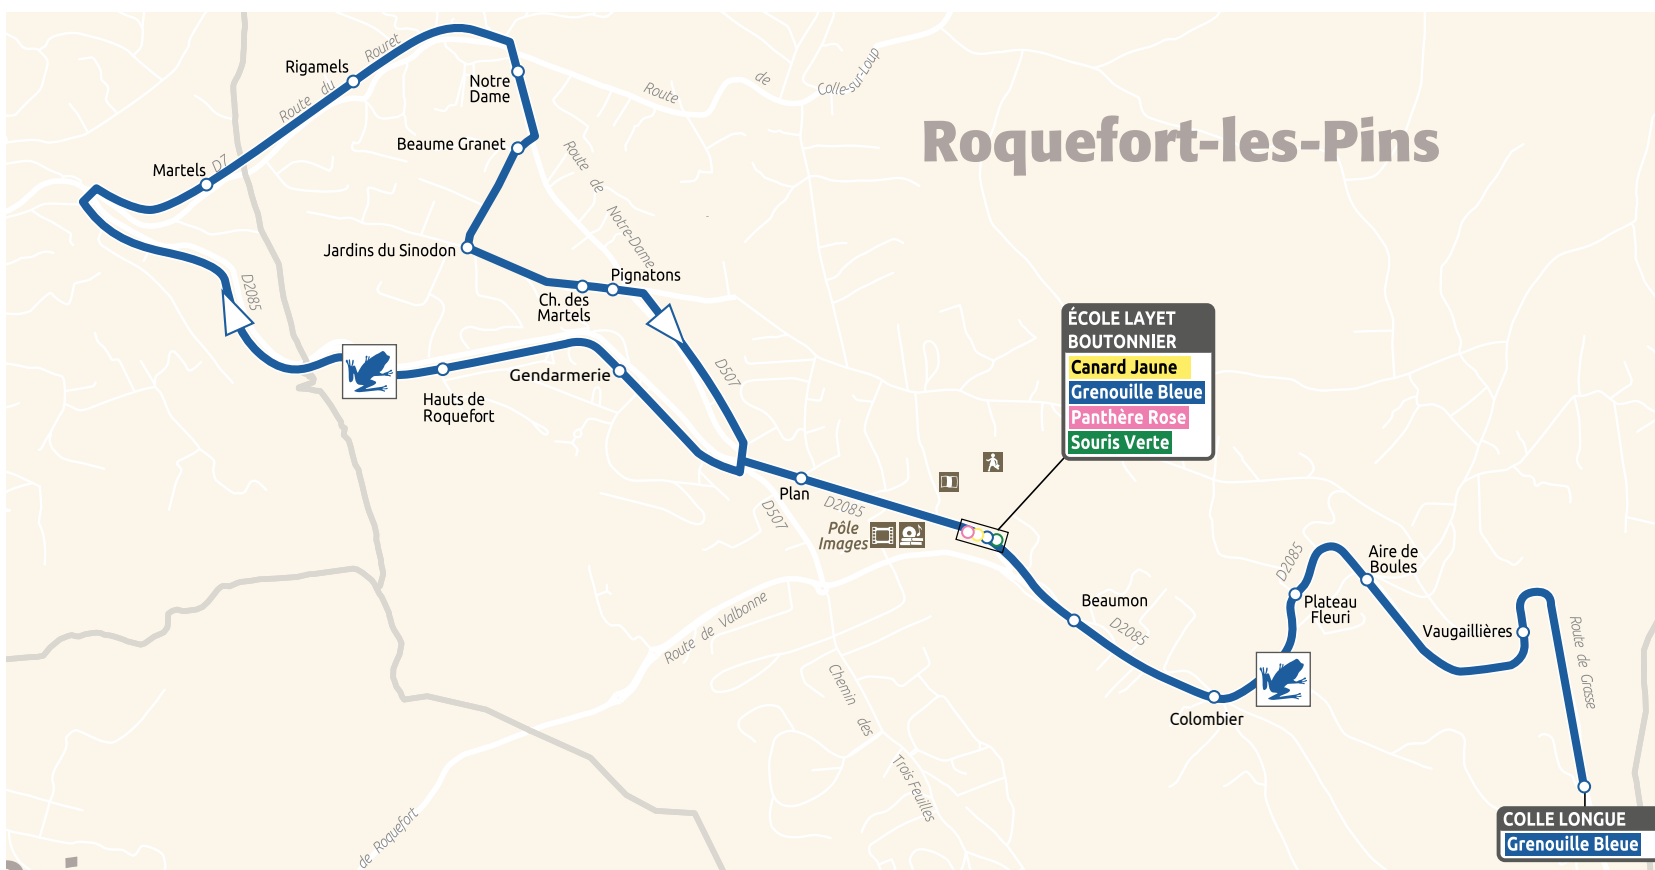 Roquefort-les-Pins
Rigamels
Route du Rouret
Notre
Dame
Route de
Colle-sur-Loup
Beaume Granet
Martels
D7
Route de Notre-Dame
Jardins du Sinodon
Pignatons
Ch. des
Martels
D2085
Gendarmerie
Hauts de
Roquefort
D507
ÉCOLE LAYET
BOUTONNIER
Canard Jaune
Grenouille Bleue
Panthère Rose
Souris Verte
Plan
D2085
D507
Pôle
Images
Aire de
Boules
D2085
Plateau
Fleuri
Beaumon
D2085
Vaugaillières
Route de Grasse
Route de Valbonne
Chemin des Trois Feuilles
Colombier
de Roquefort
COLLE LONGUE
Grenouille Bleue